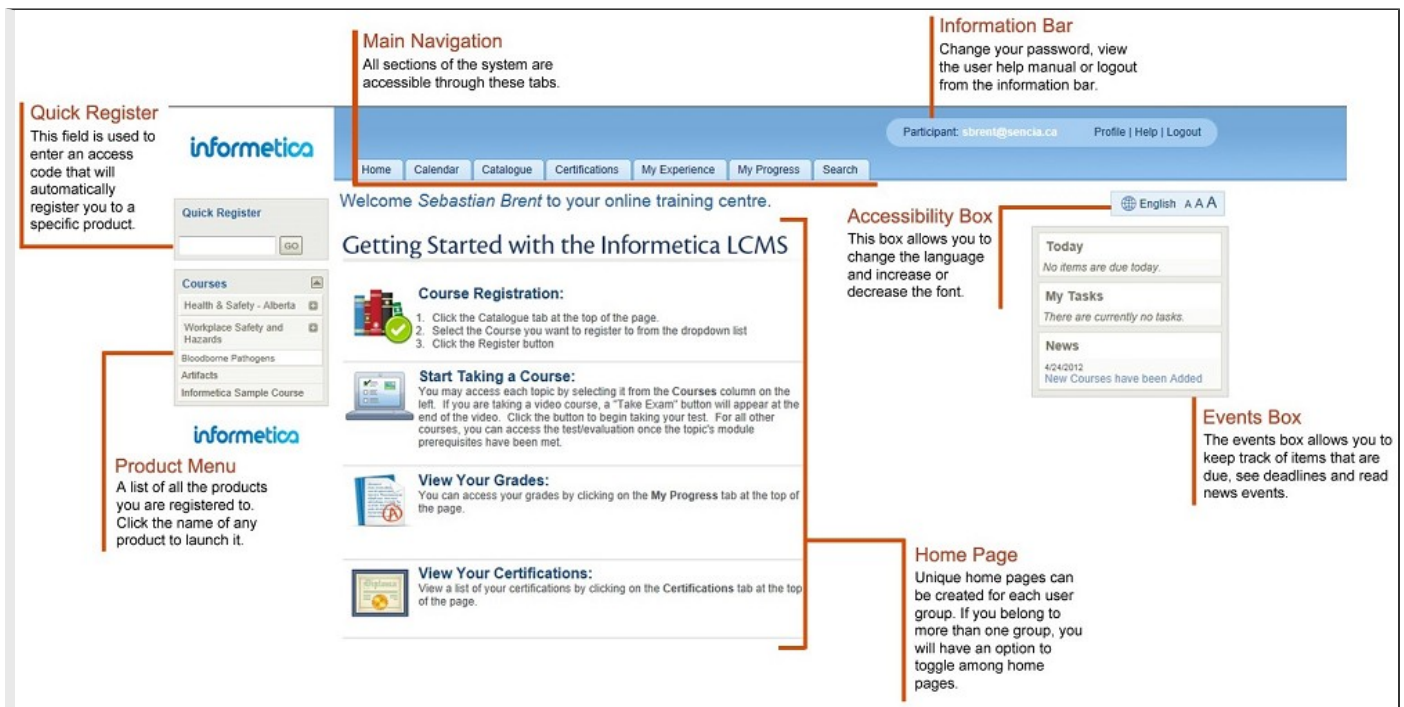 Main Navigation
All sections of the system are
accessible through these tabs.
Information Bar
Change your password, view
the user help manual or logout
from the information bar.
Quick Register
This field is used to
enter an access
code that will
automatically
register you to a
specific product.
informetica
Participant: sbrent@sencia.ca Profile | Help | Logout
Home Calendar Catalogue Certifications My Experience My Progress Search
Quick Register
GO
Courses
Health & Safety - Alberta
Workplace Safety and
Hazards
Bloodborne Pathogens
Artifacts
Informetica Sample Course
informetica
Product Menu
A list of all the products
you are registered to.
Click the name of any
product to launch it.
Welcome Sebastian Brent to your online training centre.
Getting Started with the Informetica LCMS
Course Registration:
1. Click the Catalogue tab at the top of the page.
2. Select the Course you want to register to from the dropdown list
3. Click the Register button
Start Taking a Course:
You may access each topic by selecting it from the Courses column on the
left. If you are taking a video course, a "Take Exam" button will appear at the
end of the video. Click the button to begin taking your test. For all other
courses, you can access the test/evaluation once the topic's module
prerequisites have been met.
View Your Grades:
You can access your grades by clicking on the My Progress tab at the top of
the page.
View Your Certifications:
View a list of your certifications by clicking on the Certifications tab at the top
of the page.
Accessibility Box
This box allows you to
change the language
and increase or
decrease the font.
English A A A
Today
No items are due today.
My Tasks
There are currently no tasks.
News
4/24/2012
New Courses have been Added
Events Box
The events box allows you to
keep track of items that are
due, see deadlines and read
news events.
Home Page
Unique home pages can
be created for each user
group. If you belong to
more than one group, you
will have an option to
toggle among home
pages.